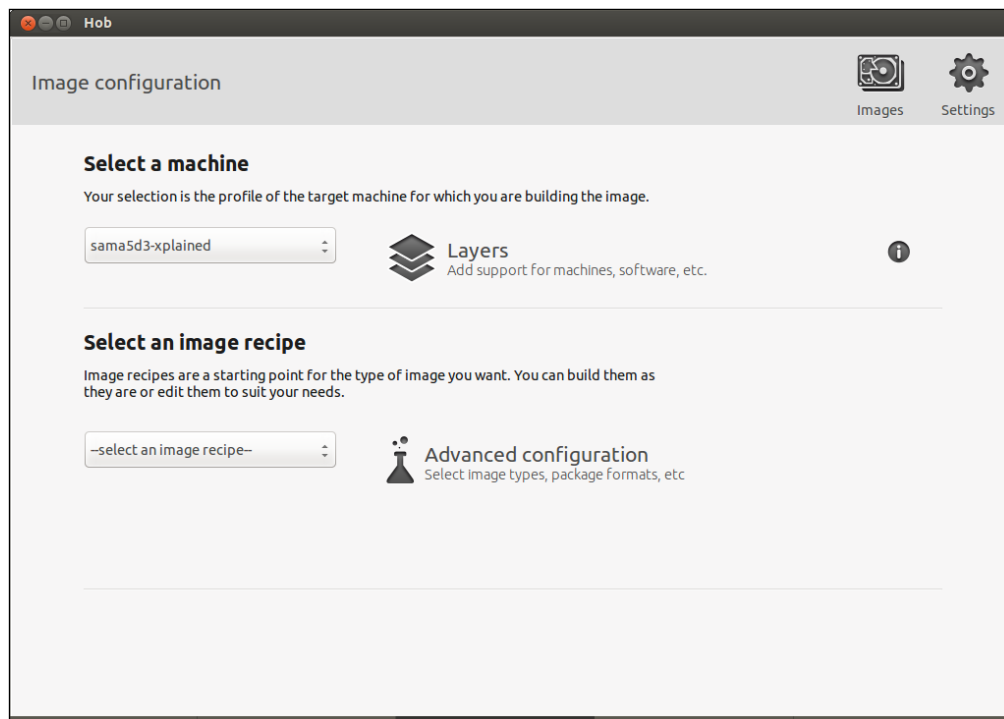 Hob
Image configuration
Images
Settings
Select a machine
Your selection is the profile of the target machine for which you are building the image.
sama5d3-xplained
Layers
Add support for machines, software, etc.
Select an image recipe
Image recipes are a starting point for the type of image you want. You can build them as
they are or edit them to suit your needs.
--select an image recipe--
Advanced configuration
Select image types, package formats, etc